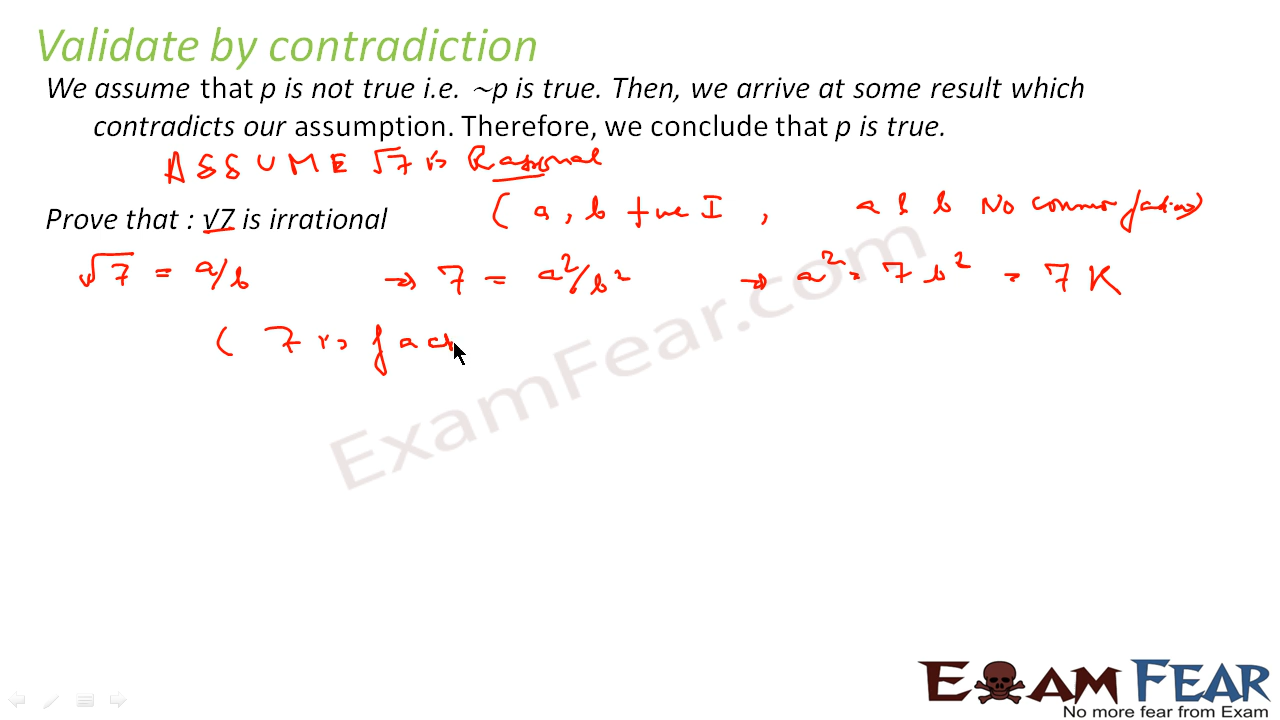 Validate by contradiction
We assume that p is not true i.e. ~p is true. Then, we arrive at some result which
contradicts our assumption. Therefore, we conclude that p is true.
ASSUME √7 is Rational
Prove that : √7 is irrational
( a, b +ve I , a & b No common factors)
√7 = a/b → 7 = a²/b² → a² = 7b² = 7K
( 7 is fact
ExamFear.com
EXAM FEAR
No more fear from Exam